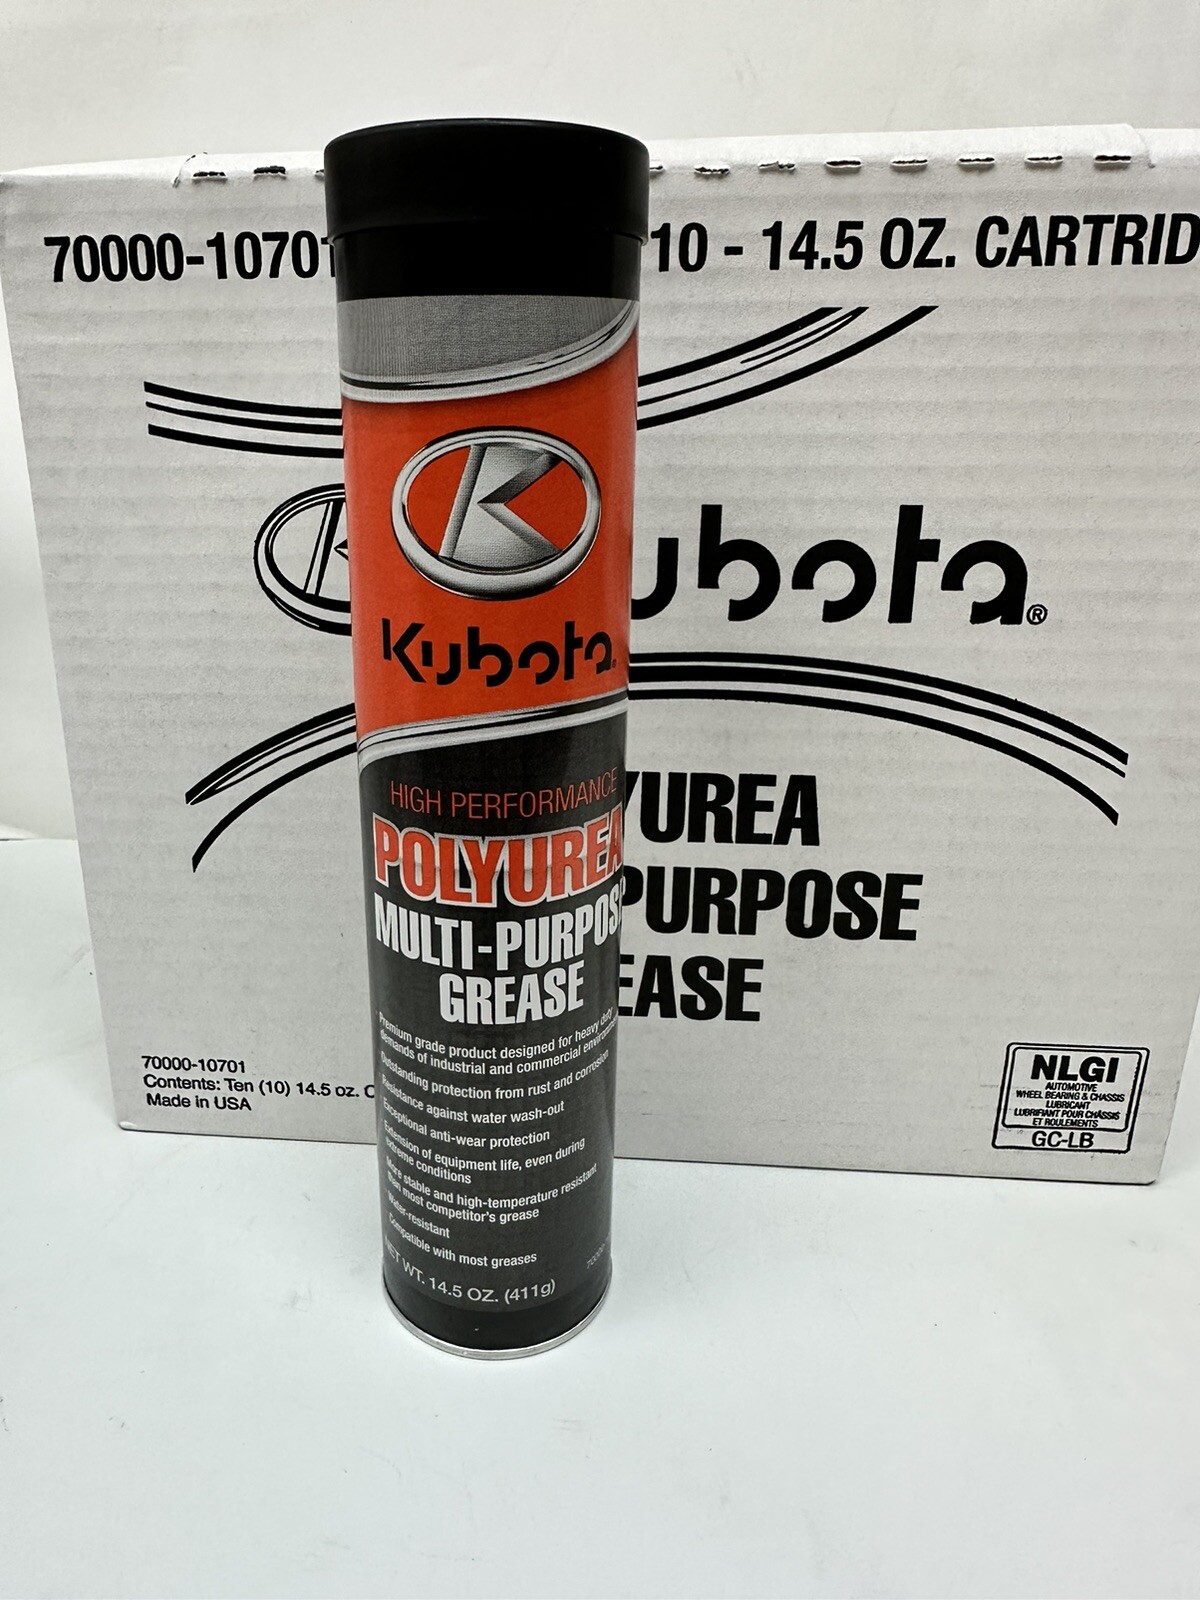 70000-10701
10 - 14.5 OZ. CARTRID
Kubota
ubota®
HIGH PERFORMANCE
POLYUREA
MULTI-PURPOSE
GREASE
Premium grade product designed for heavy duty
demands of industrial and commercial environments
Outstanding protection from rust and corrosion
Resistance against water wash-out
Exceptional anti-wear protection
Extension of equipment life, even during
extreme conditions
More stable and high-temperature resistant
than most competitor's grease
Water-resistant
Compatible with most greases
NET WT. 14.5 OZ. (411g)
YUREA
PURPOSE
EASE
70000-10701
Contents: Ten (10) 14.5 oz. C
Made in USA
NLGI
AUTOMOTIVE
WHEEL BEARING & CHASSIS
LUBRICANT
LUBRIFIANT POUR CHÂSSIS
ET ROULEMENTS
GC-LB